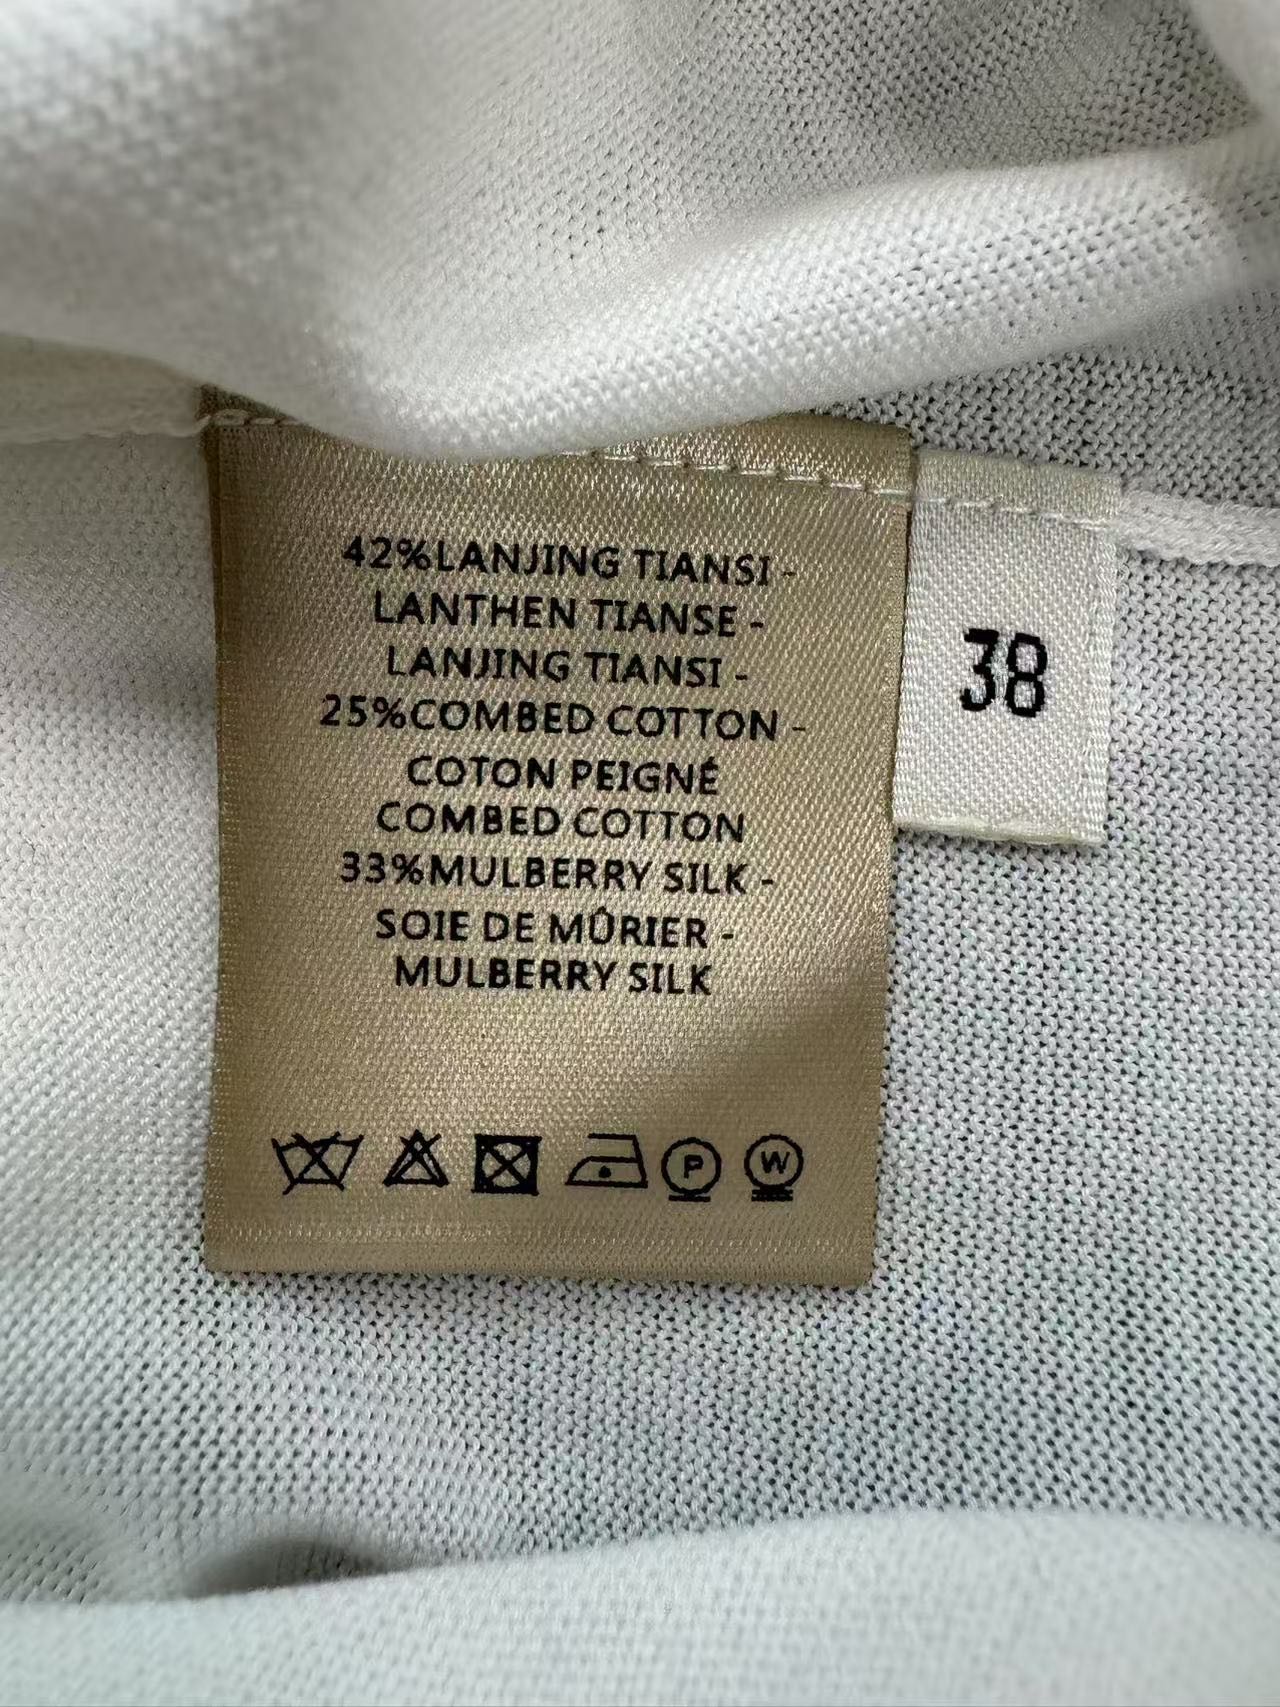 42%LANJING TIANSI -
LANTHEN TIANSE -
LANJING TIANSI -
25%COMBED COTTON -
COTON PEIGNÉ
COMBED COTTON
33%MULBERRY SILK -
SOIE DE MÛRIER -
MULBERRY SILK
P W
38